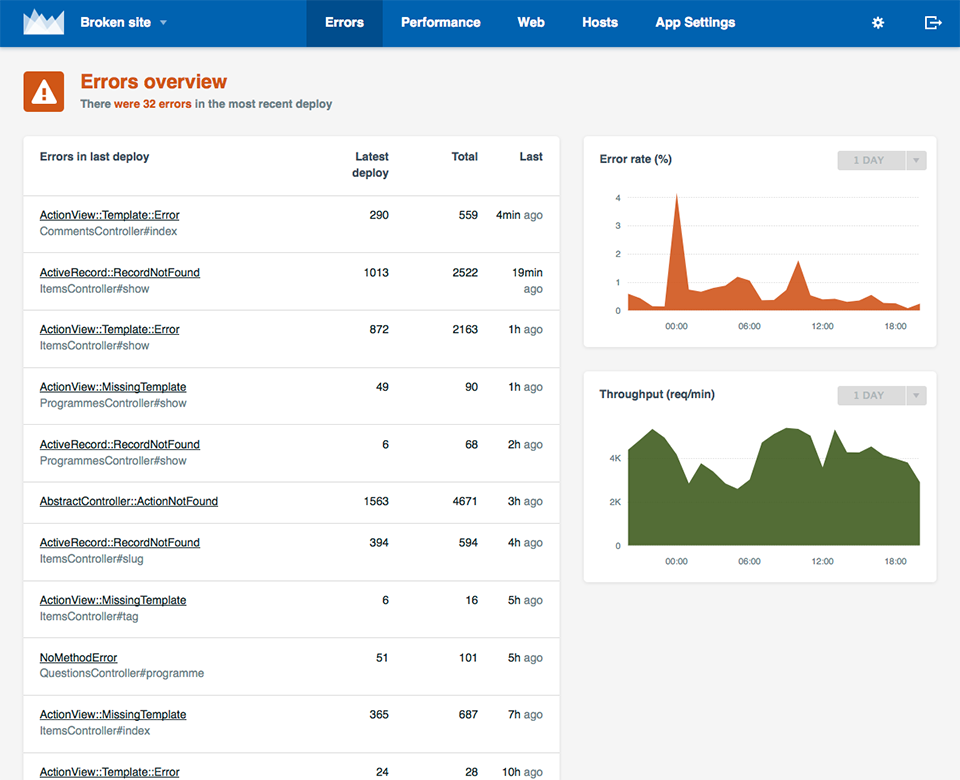 Broken site
Errors
Performance
Web
Hosts
App Settings
Errors overview
There were 32 errors in the most recent deploy
Errors in last deploy
Latest deploy
Total
Last
ActionView::Template::Error 290 559 4min ago
CommentsController#index
ActiveRecord::RecordNotFound 1013 2522 19min ago
ItemsController#show
ActionView::Template::Error 872 2163 1h ago
ItemsController#show
ActionView::MissingTemplate 49 90 1h ago
ProgrammesController#show
ActiveRecord::RecordNotFound 6 68 2h ago
ProgrammesController#show
AbstractController::ActionNotFound 1563 4671 3h ago
ActiveRecord::RecordNotFound 394 594 4h ago
ItemsController#slug
ActionView::MissingTemplate 6 16 5h ago
ItemsController#tag
NoMethodError 51 101 5h ago
QuestionsController#programme
ActionView::MissingTemplate 365 687 7h ago
ItemsController#index
ActionView::Template::Error 24 28 10h ago
Error rate (%)
1 DAY
4
3
2
1
0
00:00 06:00 12:00 18:00
Throughput (req/min)
1 DAY
4K
2K
0
00:00 06:00 12:00 18:00